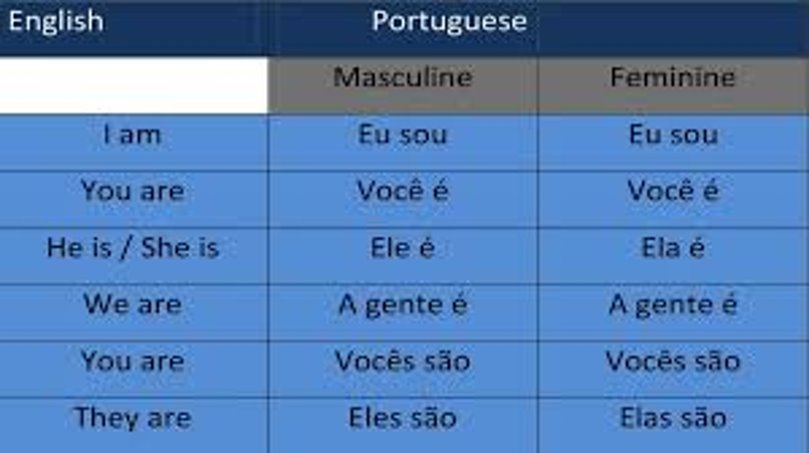 English Portuguese
Masculine Feminine
I am Eu sou Eu sou
You are Você é Você é
He is / She is Ele é Ela é
We are A gente é A gente é
You are Vocês são Vocês são
They are Eles são Elas são